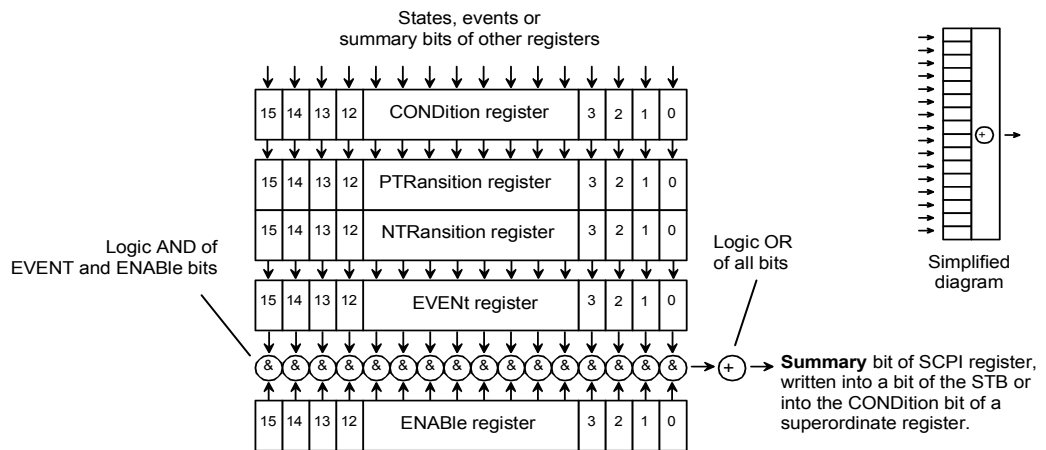 States, events or
summary bits of other registers
15 14 13 12 CONDition register 3 2 1 0
15 14 13 12 PTRansition register 3 2 1 0
15 14 13 12 NTRansition register 3 2 1 0
Logic AND of
EVENT and ENABle bits
15 14 13 12 EVENt register 3 2 1 0
Logic OR
of all bits
+
Simplified
diagram
& & & & & & & & & & & & & & & & +
Summary bit of SCPI register,
written into a bit of the STB or
into the CONDition bit of a
superordinate register.
15 14 13 12 ENABle register 3 2 1 0